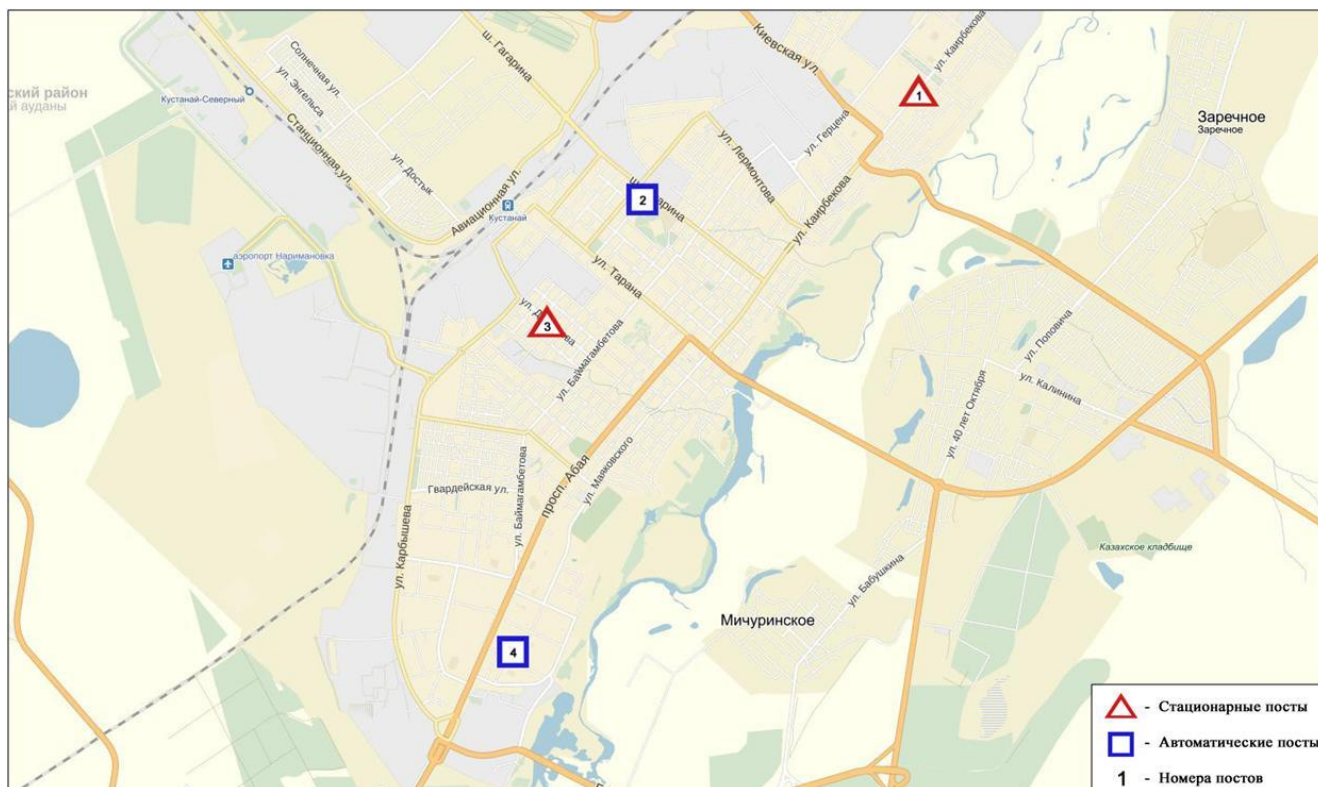 ский район
й ауданы
Кустанай-Северный
Солнечная ул.
ул. Энгельса
Станционная ул.
ул. Достык
ш. Гагарина
Авиационная ул.
Кустанай
аэропорт Наримановка
Киевская ул.
ул. Каирбекова
1
ул. Герцена
ул. Лермонтова
ул. Каирбекова
2
ул. Тарана
3
ул. Баймагамбетова
Заречное
Заречное
ул. Поповича
ул. Калинина
ул. 40 лет Октября
просп. Абая
ул. Маяковского
Гвардейская ул.
ул. Баймагамбетова
ул. Карбышева
4
Казахское кладбище
ул. Бабушкина
Мичуринское
- Стационарные посты
- Автоматические посты
1 - Номера постов